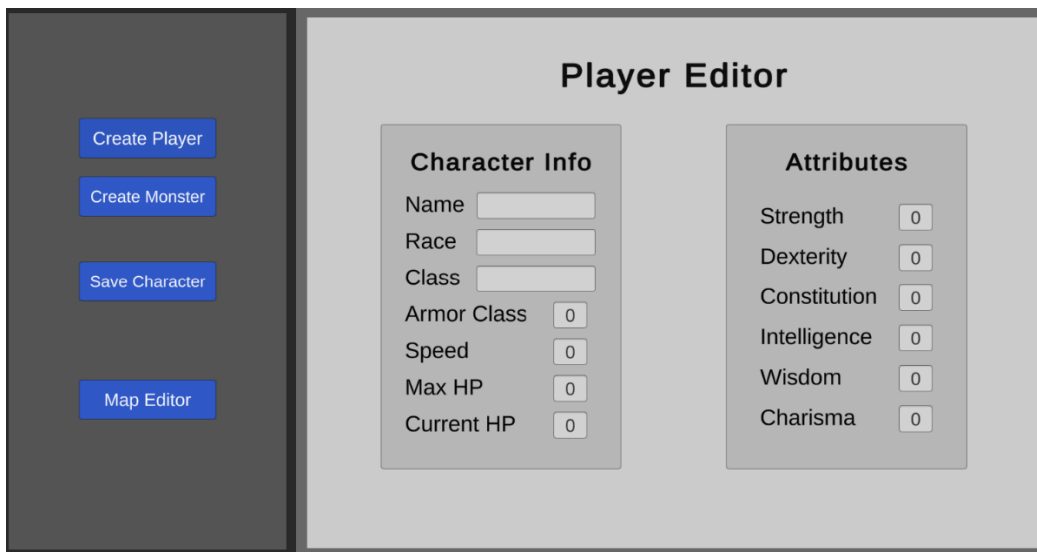 Create Player
Create Monster
Save Character
Map Editor
Player Editor
Character Info
Name
Race
Class
Armor Class 0
Speed 0
Max HP 0
Current HP 0
Attributes
Strength 0
Dexterity 0
Constitution 0
Intelligence 0
Wisdom 0
Charisma 0